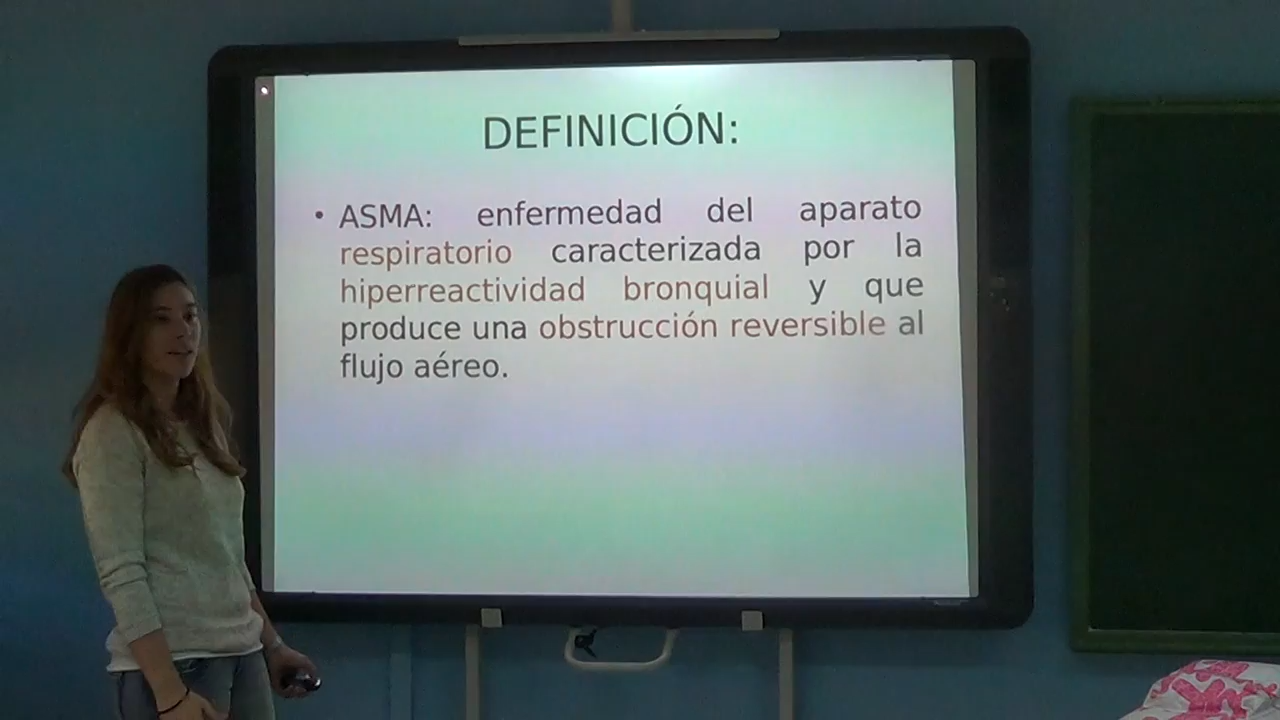 DEFINICIÓN:
• ASMA: enfermedad del aparato
respiratorio caracterizada por la
hiperreactividad bronquial y que
produce una obstrucción reversible al
flujo aéreo.